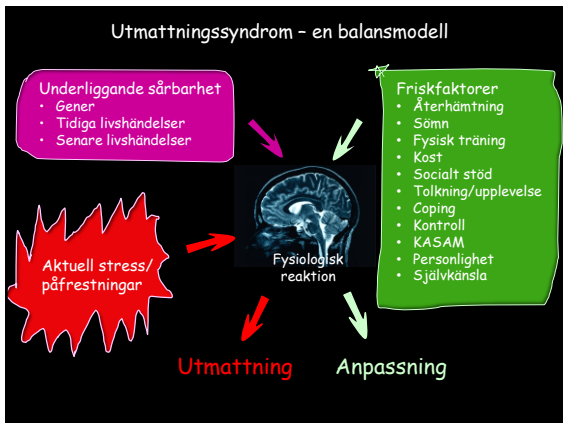 Utmattningssyndrom – en balansmodell
Underliggande sårbarhet
• Gener
• Tidiga livshändelser
• Senare livshändelser
Friskfaktorer
• Återhämtning
• Sömn
• Fysisk träning
• Kost
• Socialt stöd
• Tolkning/upplevelse
• Coping
• Kontroll
• KASAM
• Personlighet
• Självkänsla
Aktuell stress/
påfrestningar
Fysiologisk
reaktion
Utmattning
Anpassning